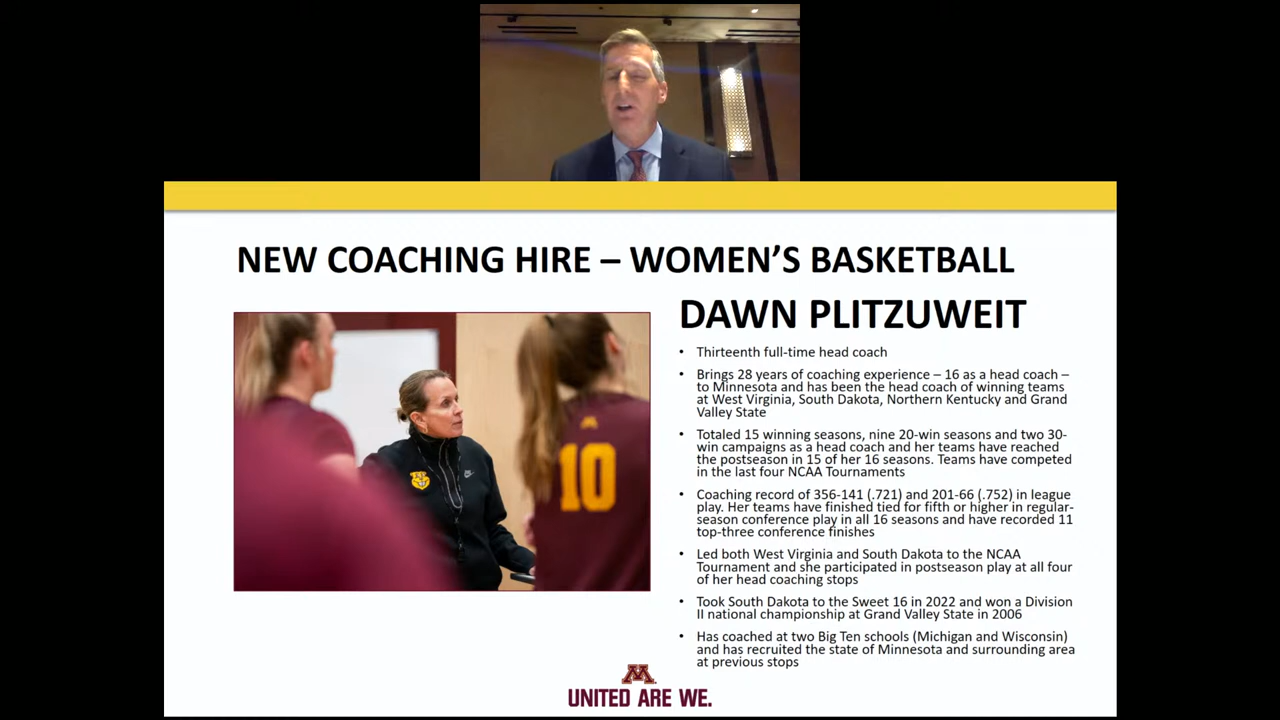 NEW COACHING HIRE – WOMEN'S BASKETBALL
DAWN PLITZUWEIT
• Thirteenth full-time head coach
• Brings 28 years of coaching experience – 16 as a head coach –
to Minnesota and has been the head coach of winning teams
at West Virginia, South Dakota, Northern Kentucky and Grand
Valley State
• Totaled 15 winning seasons, nine 20-win seasons and two 30-
win campaigns as a head coach and her teams have reached
the postseason in 15 of her 16 seasons. Teams have competed
in the last four NCAA Tournaments
• Coaching record of 356-141 (.721) and 201-66 (.752) in league
play. Her teams have finished tied for fifth or higher in regular-
season conference play in all 16 seasons and have recorded 11
top-three conference finishes
• Led both West Virginia and South Dakota to the NCAA
Tournament and she participated in postseason play at all four
of her head coaching stops
• Took South Dakota to the Sweet 16 in 2022 and won a Division
II national championship at Grand Valley State in 2006
• Has coached at two Big Ten schools (Michigan and Wisconsin)
and has recruited the state of Minnesota and surrounding area
at previous stops
M
10
M
UNITED ARE WE.